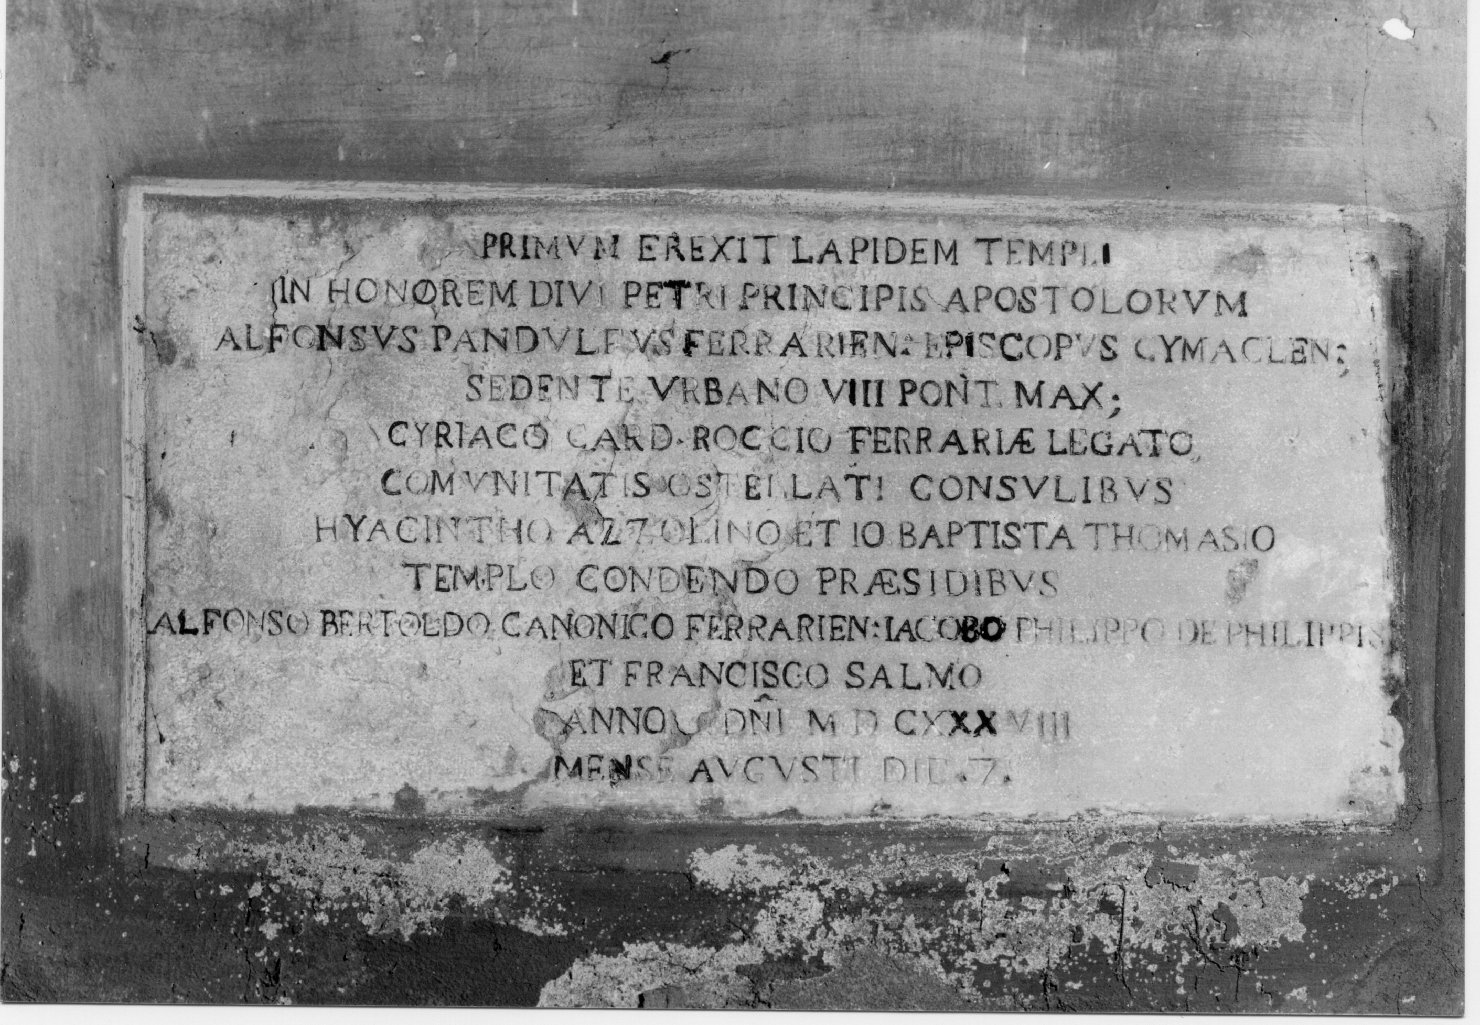 PRIMVM EREXIT LAPIDEM TEMPLI
IN HONOREM DIVI PETRI PRINCIPIS APOSTOLORVM
ALFONSVS PANDVLFVS FERRARIEN: EPISCOPVS CYMACLEN;
SEDENTE VRBANO VIII PONT. MAX;
CYRIACO CARD. ROCCIO FERRARIÆ LEGATO
COMVNITATIS OSTELLATI CONSVLIBVS
HYACINTHO AZZOLINO ET IO BAPTISTA THOMASIO
TEMPLO CONDENDO PRÆSIDIBVS
ALFONSO BERTOLDO CANONICO FERRARIEN: IACOBO PHILIPPO DE PHILIPPIS
ET FRANCISCO SALMO
ANNO DÑI M D CXXXVIII
MENSE AVGVSTI DIE .7.